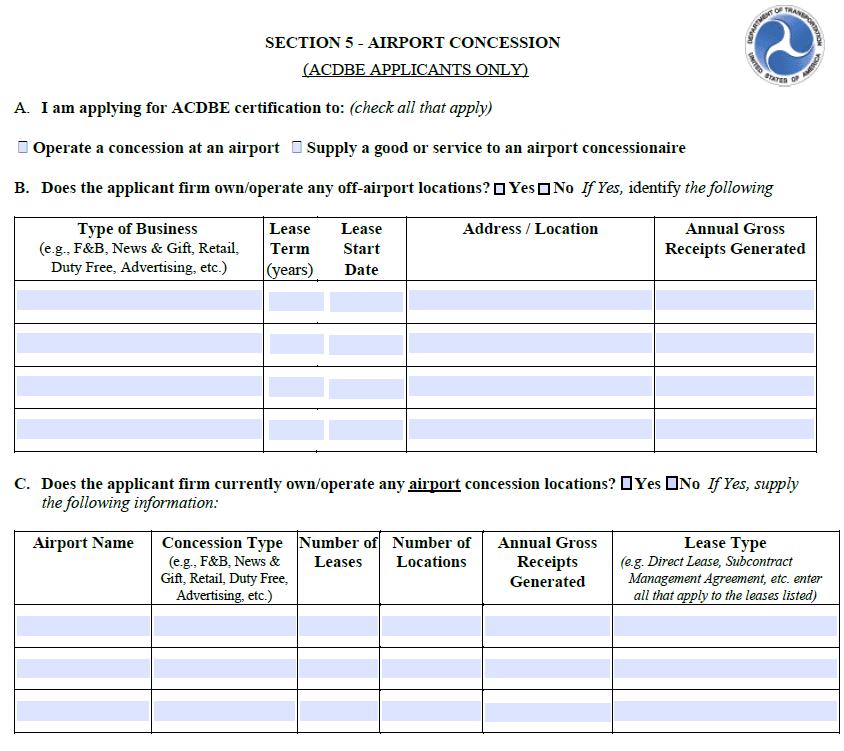 SECTION 5 - AIRPORT CONCESSION
(ACDBE APPLICANTS ONLY)
DEPARTMENT OF TRANSPORTATION
UNITED STATES OF AMERICA
A. I am applying for ACDBE certification to: (check all that apply)
Operate a concession at an airport Supply a good or service to an airport concessionaire
B. Does the applicant firm own/operate any off-airport locations? Yes No If Yes, identify the following
Type of Business
(e.g., F&B, News & Gift, Retail,
Duty Free, Advertising, etc.)
Lease
Term
(years)
Lease
Start
Date
Address / Location
Annual Gross
Receipts Generated
C. Does the applicant firm currently own/operate any airport concession locations? Yes No If Yes, supply
the following information:
Airport Name
Concession Type
(e.g., F&B, News &
Gift, Retail, Duty Free,
Advertising, etc.)
Number of
Leases
Number of
Locations
Annual Gross
Receipts
Generated
Lease Type
(e.g. Direct Lease, Subcontract
Management Agreement, etc. enter
all that apply to the leases listed)